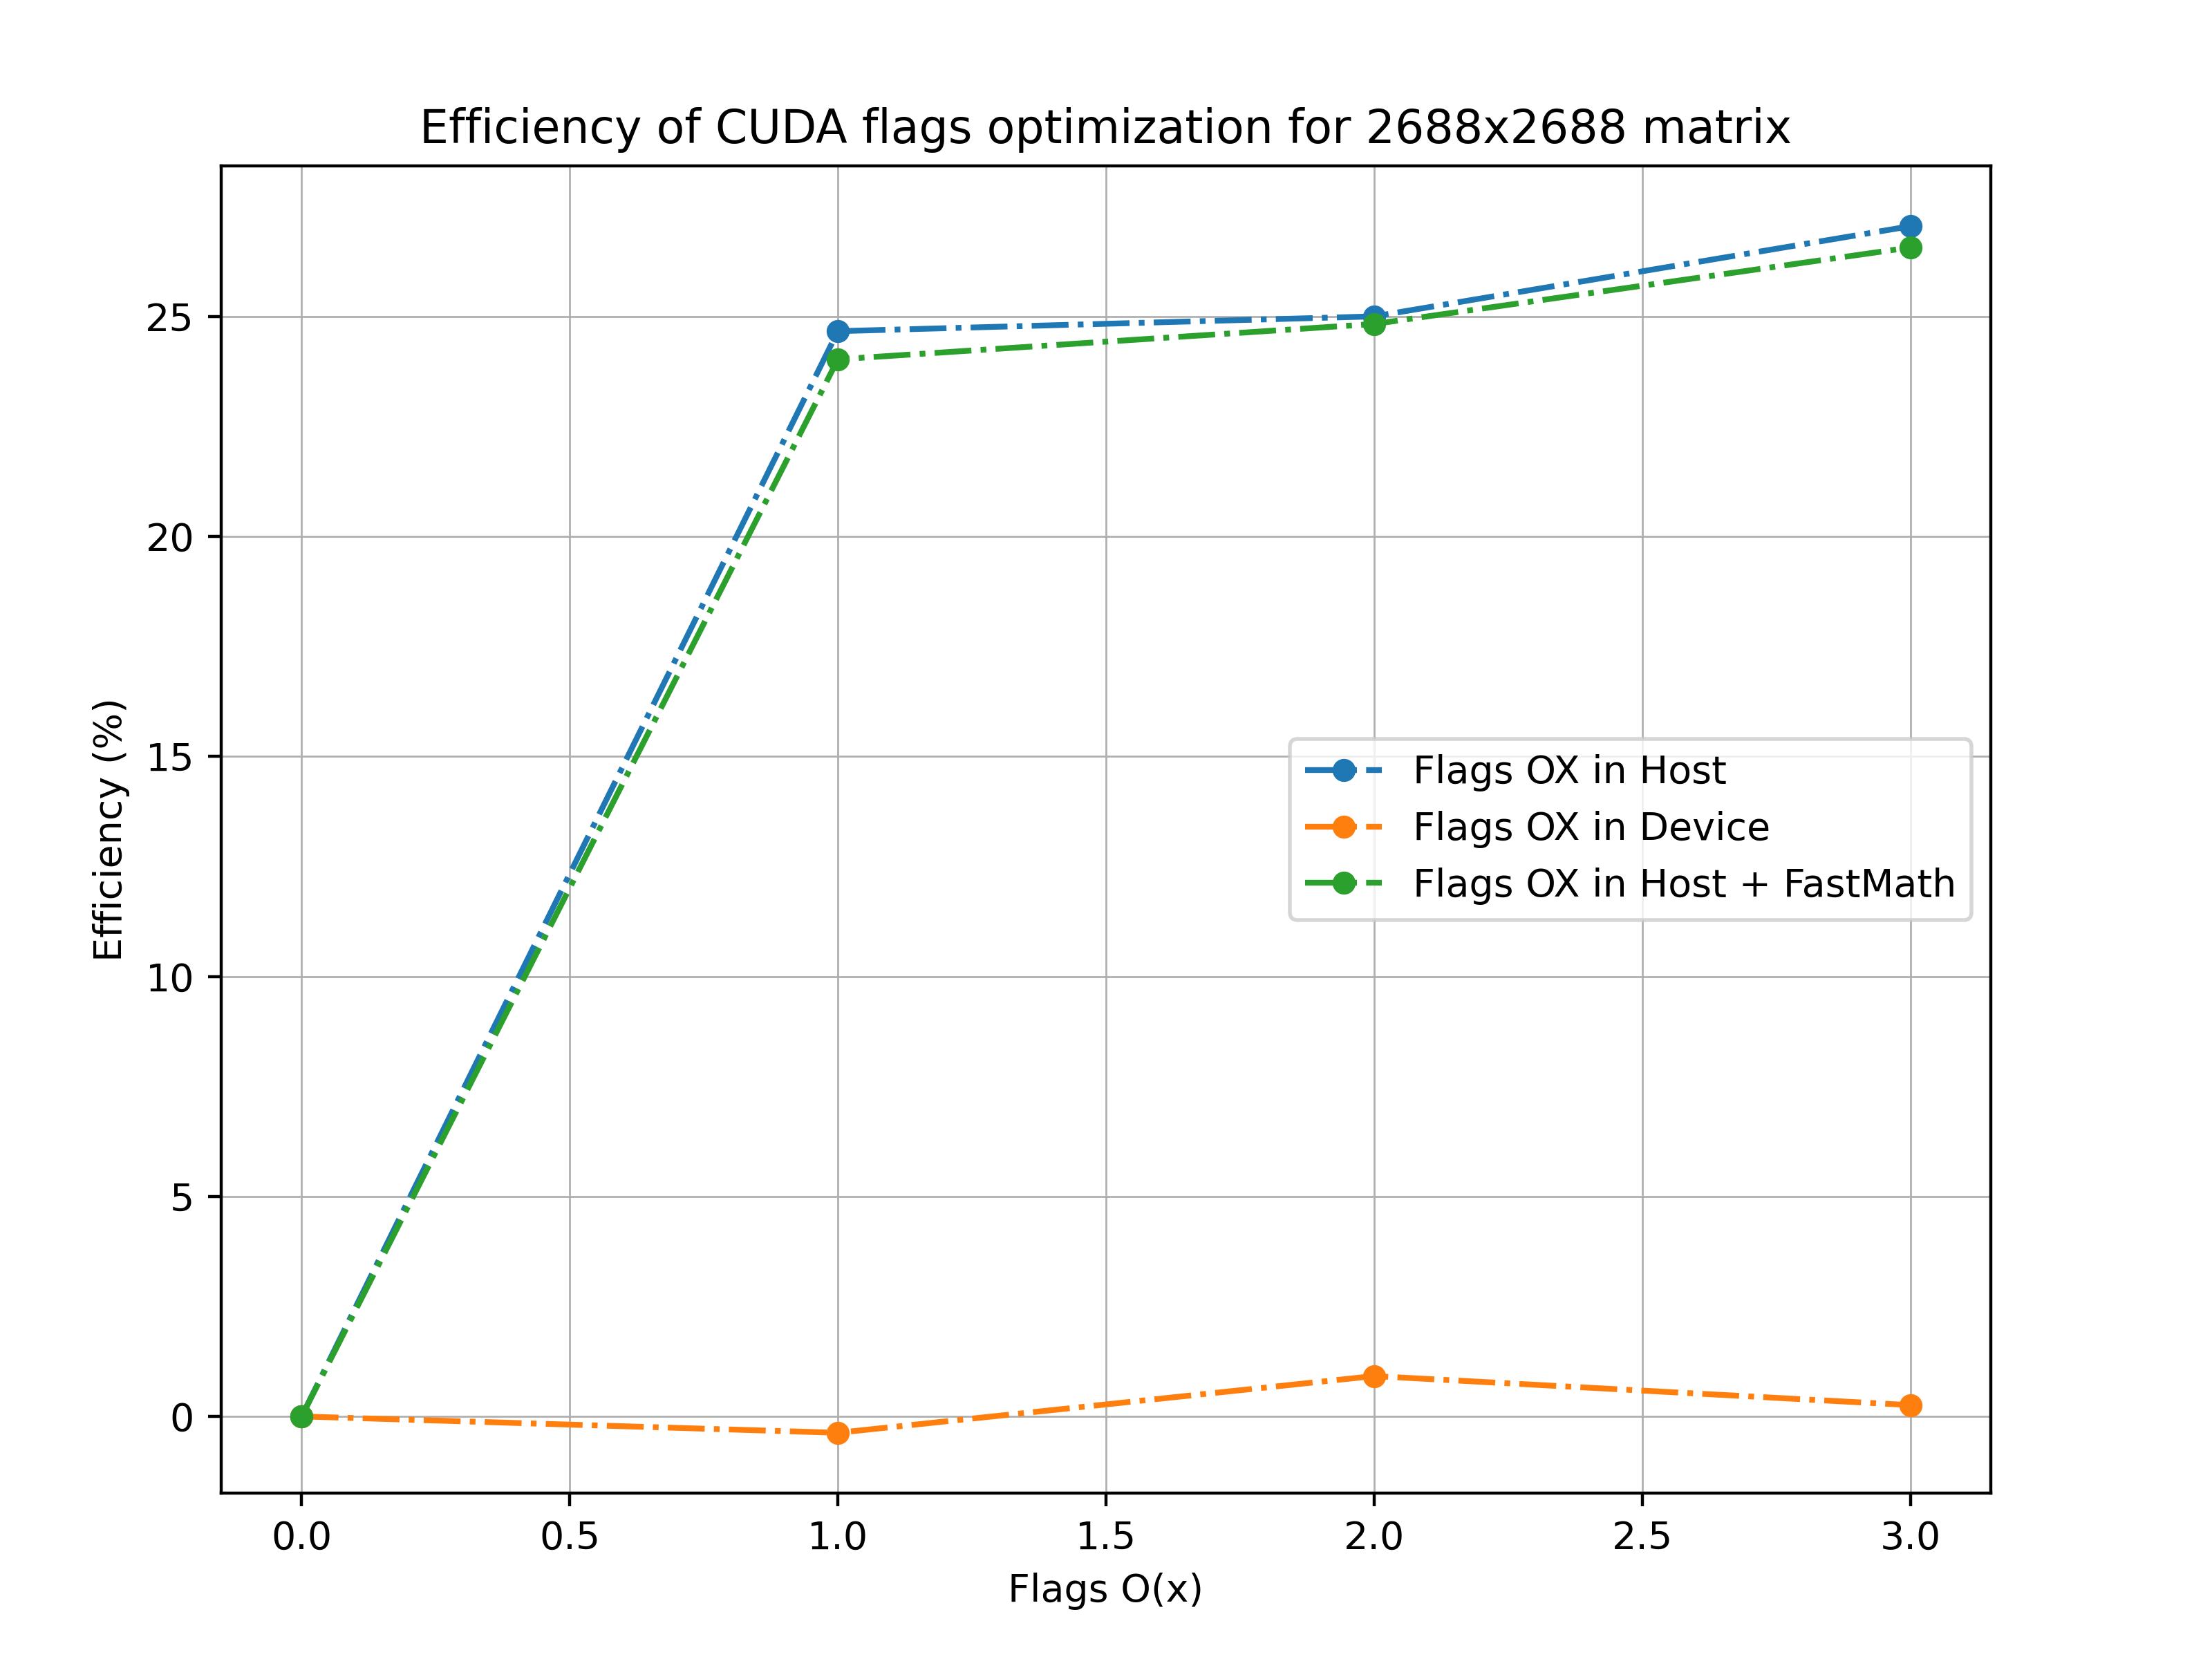 Efficiency of CUDA flags optimization for 2688x2688 matrix
Efficiency (%)
25
20
15
10
5
0
Flags OX in Host
Flags OX in Device
Flags OX in Host + FastMath
0.0 0.5 1.0 1.5 2.0 2.5 3.0
Flags O(x)